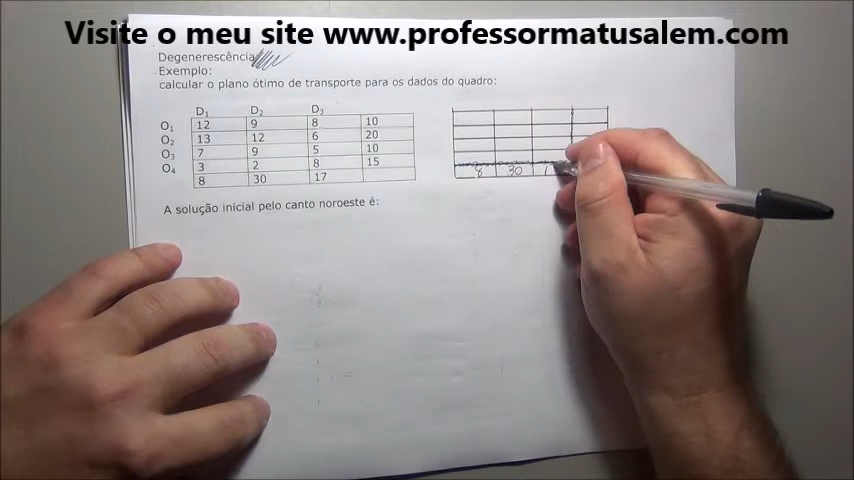 Visite o meu site www.professormatusalem.com
Degenerescência
Exemplo:
calcular o plano ótimo de transporte para os dados do quadro:
D1 D2 D3
O1 12 9 8 10
O2 13 12 6 20
O3 7 9 5 10
O4 3 2 8 15
8 30 17
8 30 1
A solução inicial pelo canto noroeste é: